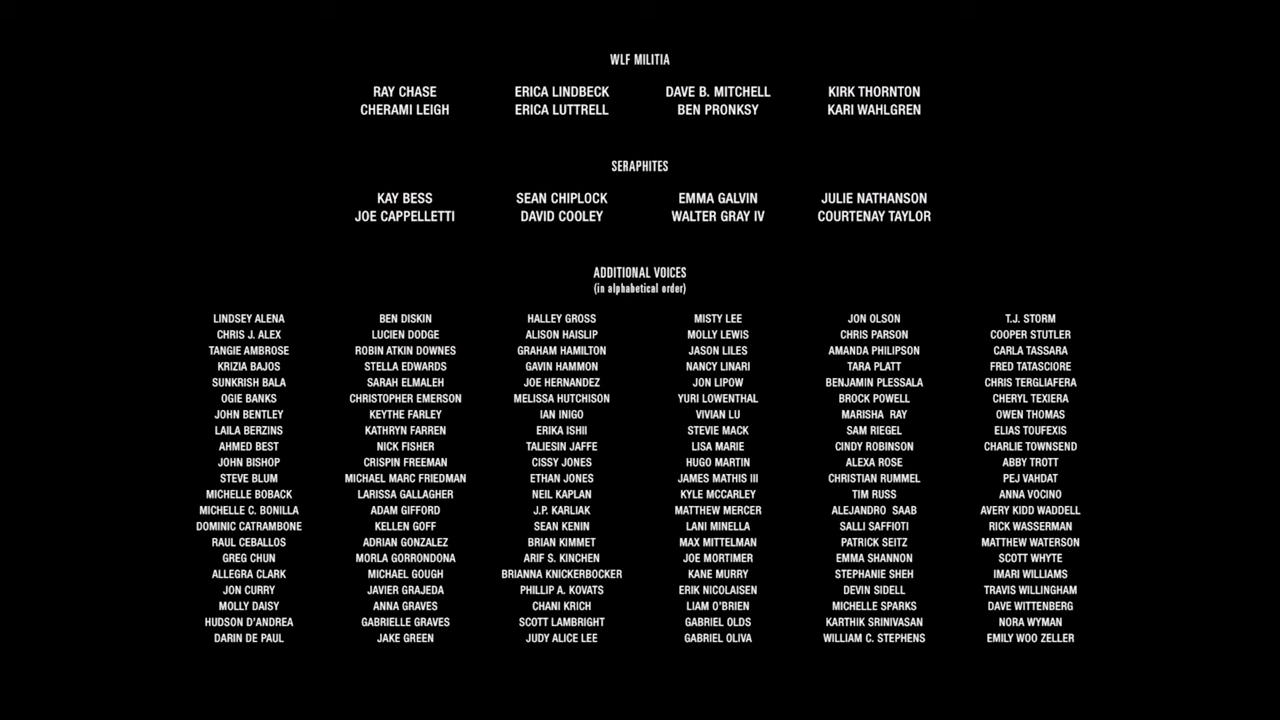 WLF MILITIA
RAY CHASE ERICA LINDBECK DAVE B. MITCHELL KIRK THORNTON
CHERAMI LEIGH ERICA LUTTRELL BEN PRONKSY KARI WAHLGREN
SERAPHITES
KAY BESS SEAN CHIPLOCK EMMA GALVIN JULIE NATHANSON
JOE CAPPELLETTI DAVID COOLEY WALTER GRAY IV COURTENAY TAYLOR
ADDITIONAL VOICES
(in alphabetical order)
LINDSEY ALENA BEN DISKIN HALLEY GROSS MISTY LEE JON OLSON T.J. STORM
CHRIS J. ALEX LUCIEN DODGE ALISON HAISLIP MOLLY LEWIS CHRIS PARSON COOPER STUTLER
TANGIE AMBROSE ROBIN ATKIN DOWNES GRAHAM HAMILTON JASON LILES AMANDA PHILIPSON CARLA TASSARA
KRIZIA BAJOS STELLA EDWARDS GAVIN HAMMON NANCY LINARI TARA PLATT FRED TATASCIORE
SUNKRISH BALA SARAH ELMALEH JOE HERNANDEZ JON LIPOW BENJAMIN PLESSALA CHRIS TERGLIAFERA
OGIE BANKS CHRISTOPHER EMERSON MELISSA HUTCHISON YURI LOWENTHAL BROCK POWELL CHERYL TEXIERA
JOHN BENTLEY KEYTHE FARLEY IAN INIGO VIVIAN LU MARISHA RAY OWEN THOMAS
LAILA BERZINS KATHRYN FARREN ERIKA ISHII STEVIE MACK SAM RIEGEL ELIAS TOUFEXIS
AHMED BEST NICK FISHER TALIESIN JAFFE LISA MARIE CINDY ROBINSON CHARLIE TOWNSEND
JOHN BISHOP CRISPIN FREEMAN CISSY JONES HUGO MARTIN ALEXA ROSE ABBY TROTT
STEVE BLUM MICHAEL MARC FRIEDMAN ETHAN JONES JAMES MATHIS III CHRISTIAN RUMMEL PEJ VAHDAT
MICHELLE BOBACK LARISSA GALLAGHER NEIL KAPLAN KYLE MCCARLEY TIM RUSS ANNA VOCINO
MICHELLE C. BONILLA ADAM GIFFORD J.P. KARLIAK MATTHEW MERCER ALEJANDRO SAAB AVERY KIDD WADDELL
DOMINIC CATRAMBONE KELLEN GOFF SEAN KENIN LANI MINELLA SALLI SAFFIOTI RICK WASSERMAN
RAUL CEBALLOS ADRIAN GONZALEZ BRIAN KIMMET MAX MITTELMAN PATRICK SEITZ MATTHEW WATERSON
GREG CHUN MORLA GORRONDONA ARIF S. KINCHEN JOE MORTIMER EMMA SHANNON SCOTT WHYTE
ALLEGRA CLARK MICHAEL GOUGH BRIANNA KNICKERBOCKER KANE MURRY STEPHANIE SHEH IMARI WILLIAMS
JON CURRY JAVIER GRAJEDA PHILLIP A. KOVATS ERIK NICOLAISEN DEVIN SIDELL TRAVIS WILLINGHAM
MOLLY DAISY ANNA GRAVES CHANI KRICH LIAM O'BRIEN MICHELLE SPARKS DAVE WITTENBERG
HUDSON D'ANDREA GABRIELLE GRAVES SCOTT LAMBRIGHT GABRIEL OLDS KARTHIK SRINIVASAN NORA WYMAN
DARIN DE PAUL JAKE GREEN JUDY ALICE LEE GABRIEL OLIVA WILLIAM C. STEPHENS EMILY WOO ZELLER